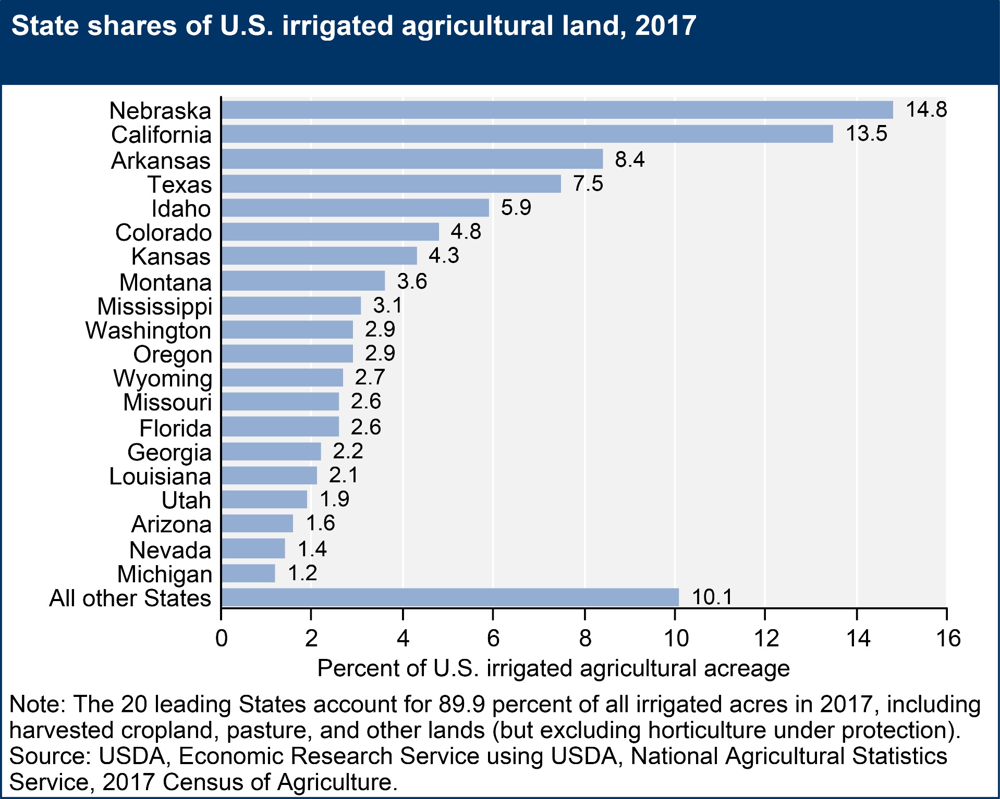 State shares of U.S. irrigated agricultural land, 2017
Nebraska 14.8
California 13.5
Arkansas 8.4
Texas 7.5
Idaho 5.9
Colorado 4.8
Kansas 4.3
Montana 3.6
Mississippi 3.1
Washington 2.9
Oregon 2.9
Wyoming 2.7
Missouri 2.6
Florida 2.6
Georgia 2.2
Louisiana 2.1
Utah 1.9
Arizona 1.6
Nevada 1.4
Michigan 1.2
All other States 10.1
0 2 4 6 8 10 12 14 16
Percent of U.S. irrigated agricultural acreage
Note: The 20 leading States account for 89.9 percent of all irrigated acres in 2017, including
harvested cropland, pasture, and other lands (but excluding horticulture under protection).
Source: USDA, Economic Research Service using USDA, National Agricultural Statistics
Service, 2017 Census of Agriculture.